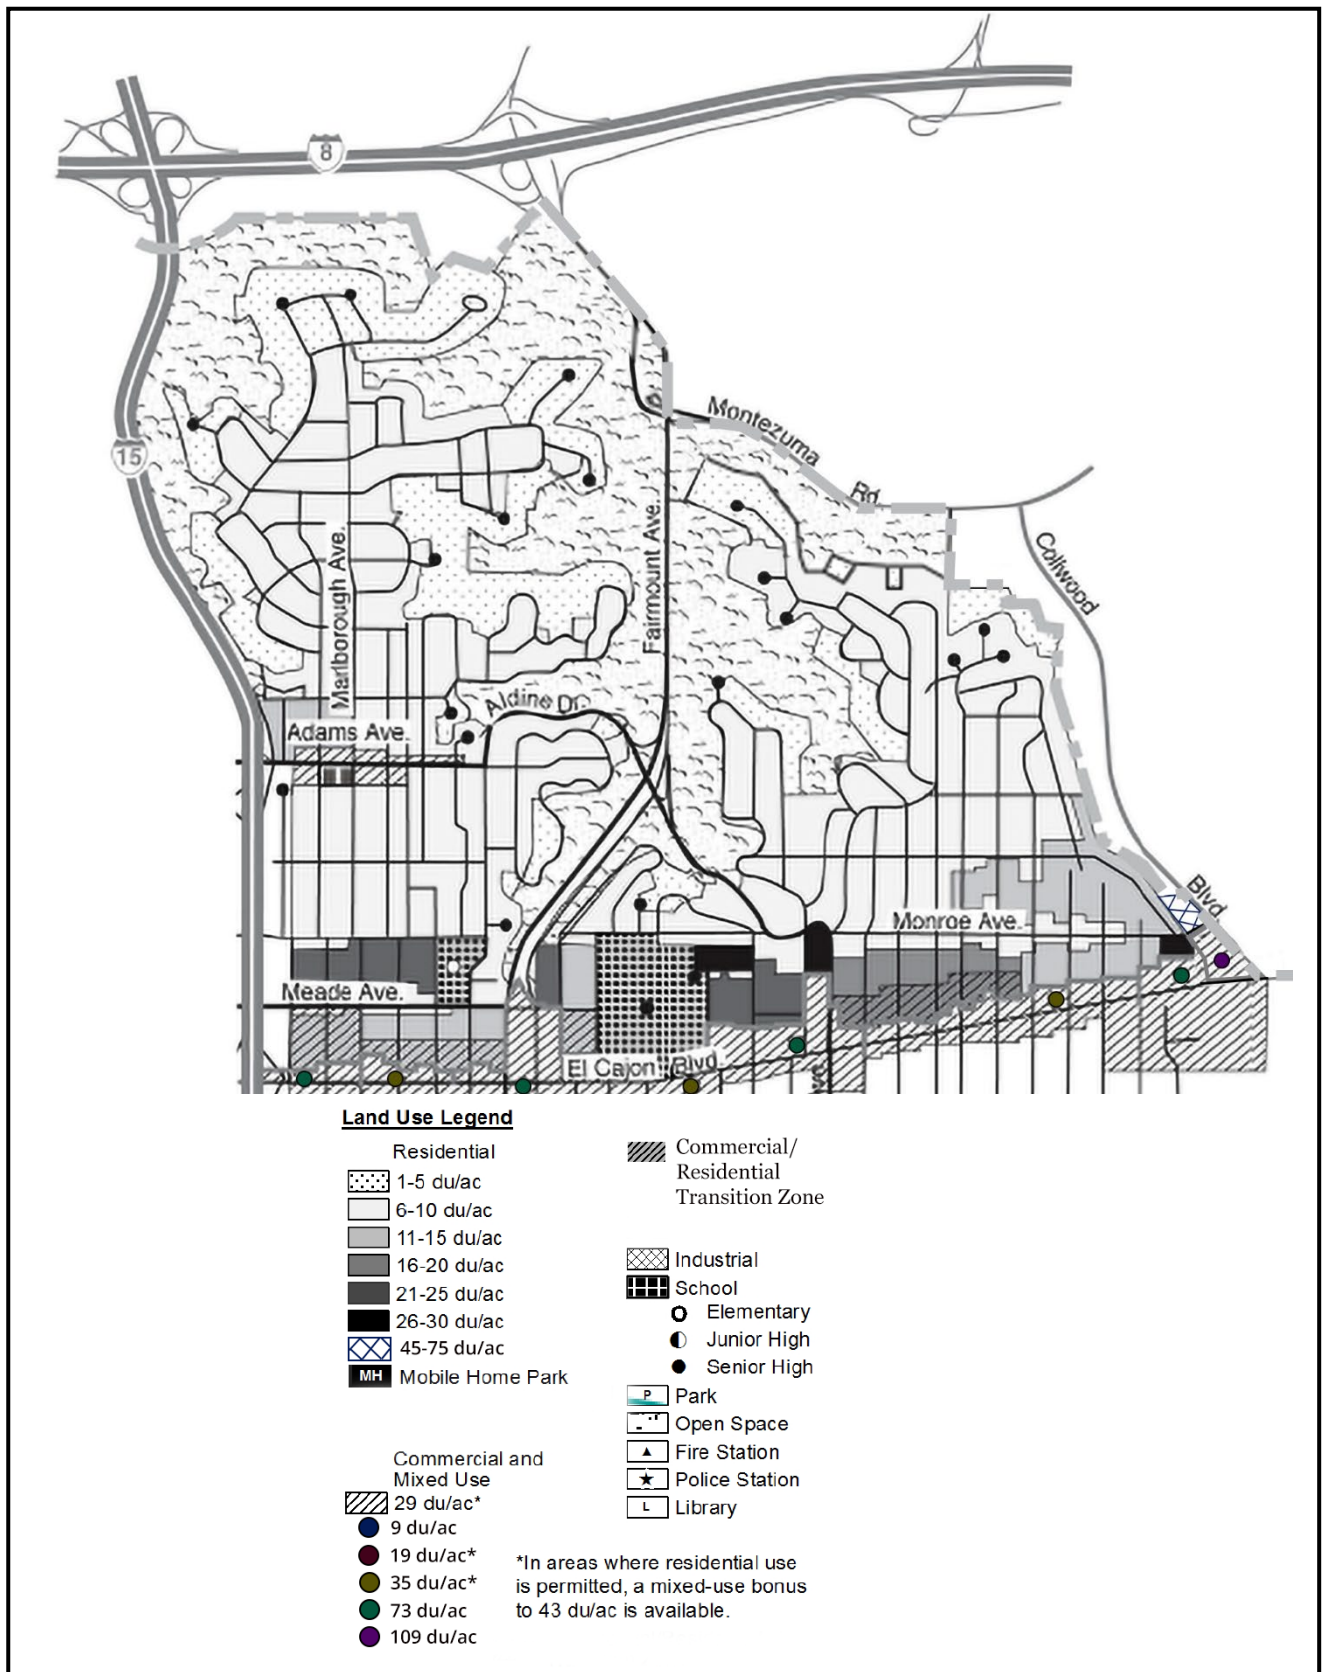 8
15
Montezuma
Rd.
Fairmount Ave.
Collwood
Blvd.
Marlborough Ave.
Aldine Dr.
Adams Ave.
Monroe Ave.
Meade Ave.
El Cajon Blvd.
Land Use Legend
Residential
1-5 du/ac
6-10 du/ac
11-15 du/ac
16-20 du/ac
21-25 du/ac
26-30 du/ac
45-75 du/ac
MH Mobile Home Park
Commercial and
Mixed Use
29 du/ac*
9 du/ac
19 du/ac*
35 du/ac*
73 du/ac
109 du/ac
Commercial/
Residential
Transition Zone
Industrial
School
Elementary
Junior High
Senior High
P Park
Open Space
Fire Station
Police Station
L Library
*In areas where residential use
is permitted, a mixed-use bonus
to 43 du/ac is available.